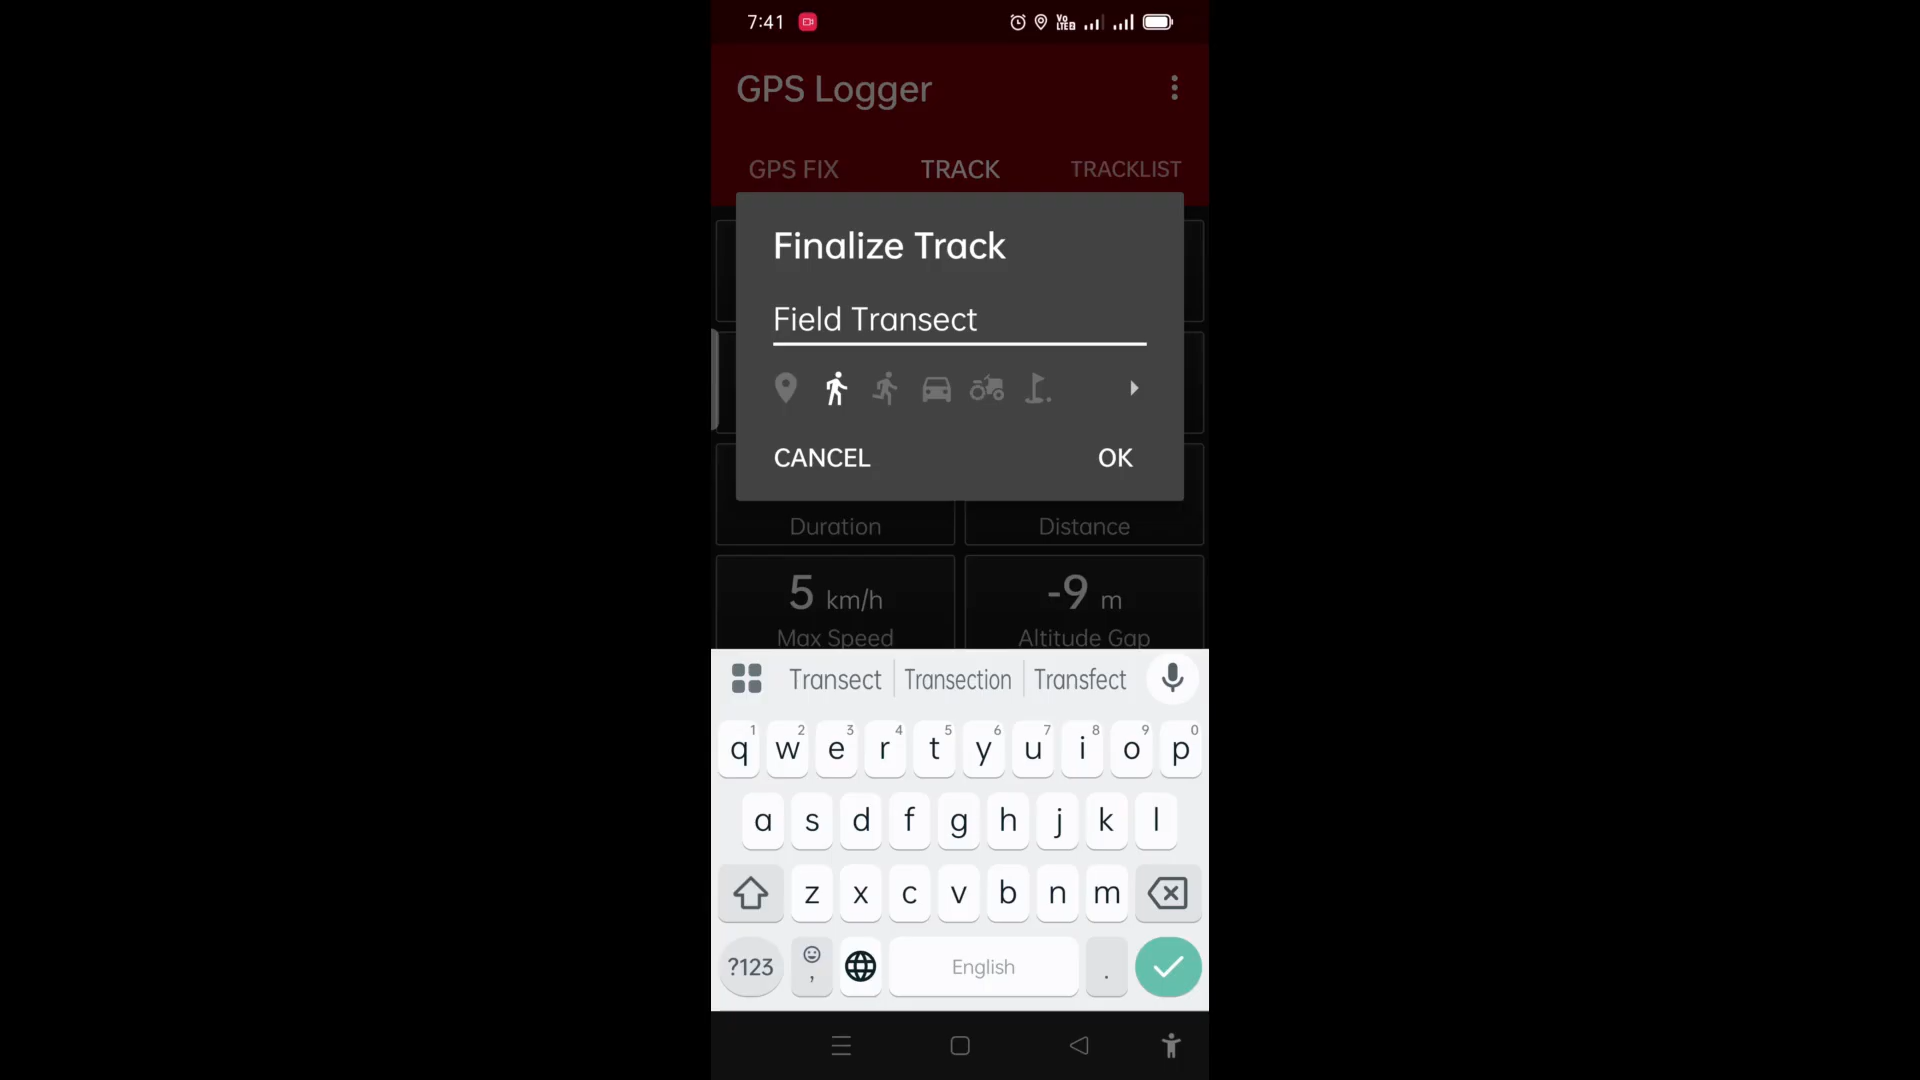 7:41
Vo
LTE2
GPS Logger
GPS FIX TRACK TRACKLIST
Finalize Track
Field Transect
CANCEL OK
Duration Distance
5 km/h -9 m
Max Speed Altitude Gap
Transect Transection Transfect
1 2 3 4 5 6 7 8 9 0
q w e r t y u i o p
a s d f g h j k l
z x c v b n m
?123 , English .